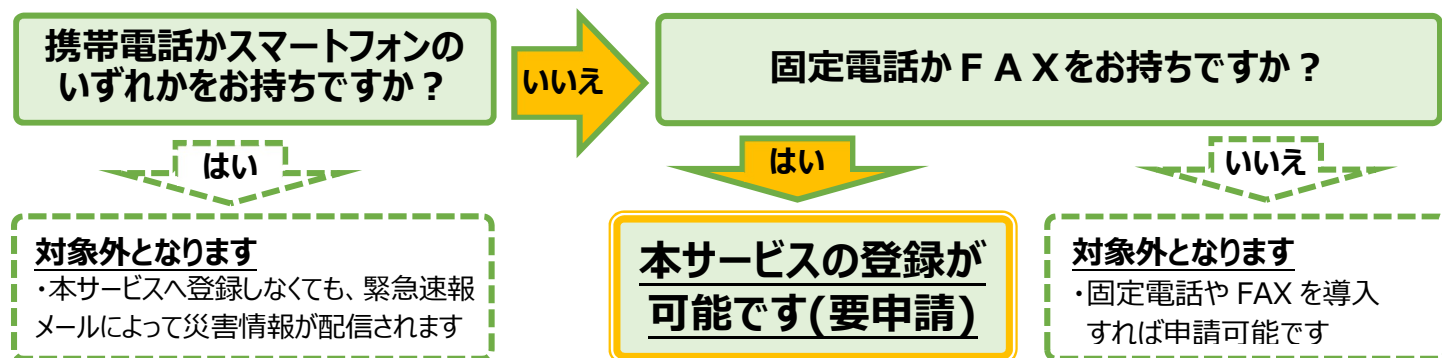 携帯電話かスマートフォンの
いずれかをお持ちですか？
いいえ
固定電話かＦＡＸをお持ちですか？
はい
はい
いいえ
対象外となります
・本サービスへ登録しなくても、緊急速報
メールによって災害情報が配信されます
本サービスの登録が
可能です(要申請)
対象外となります
・固定電話や FAX を導入
すれば申請可能です